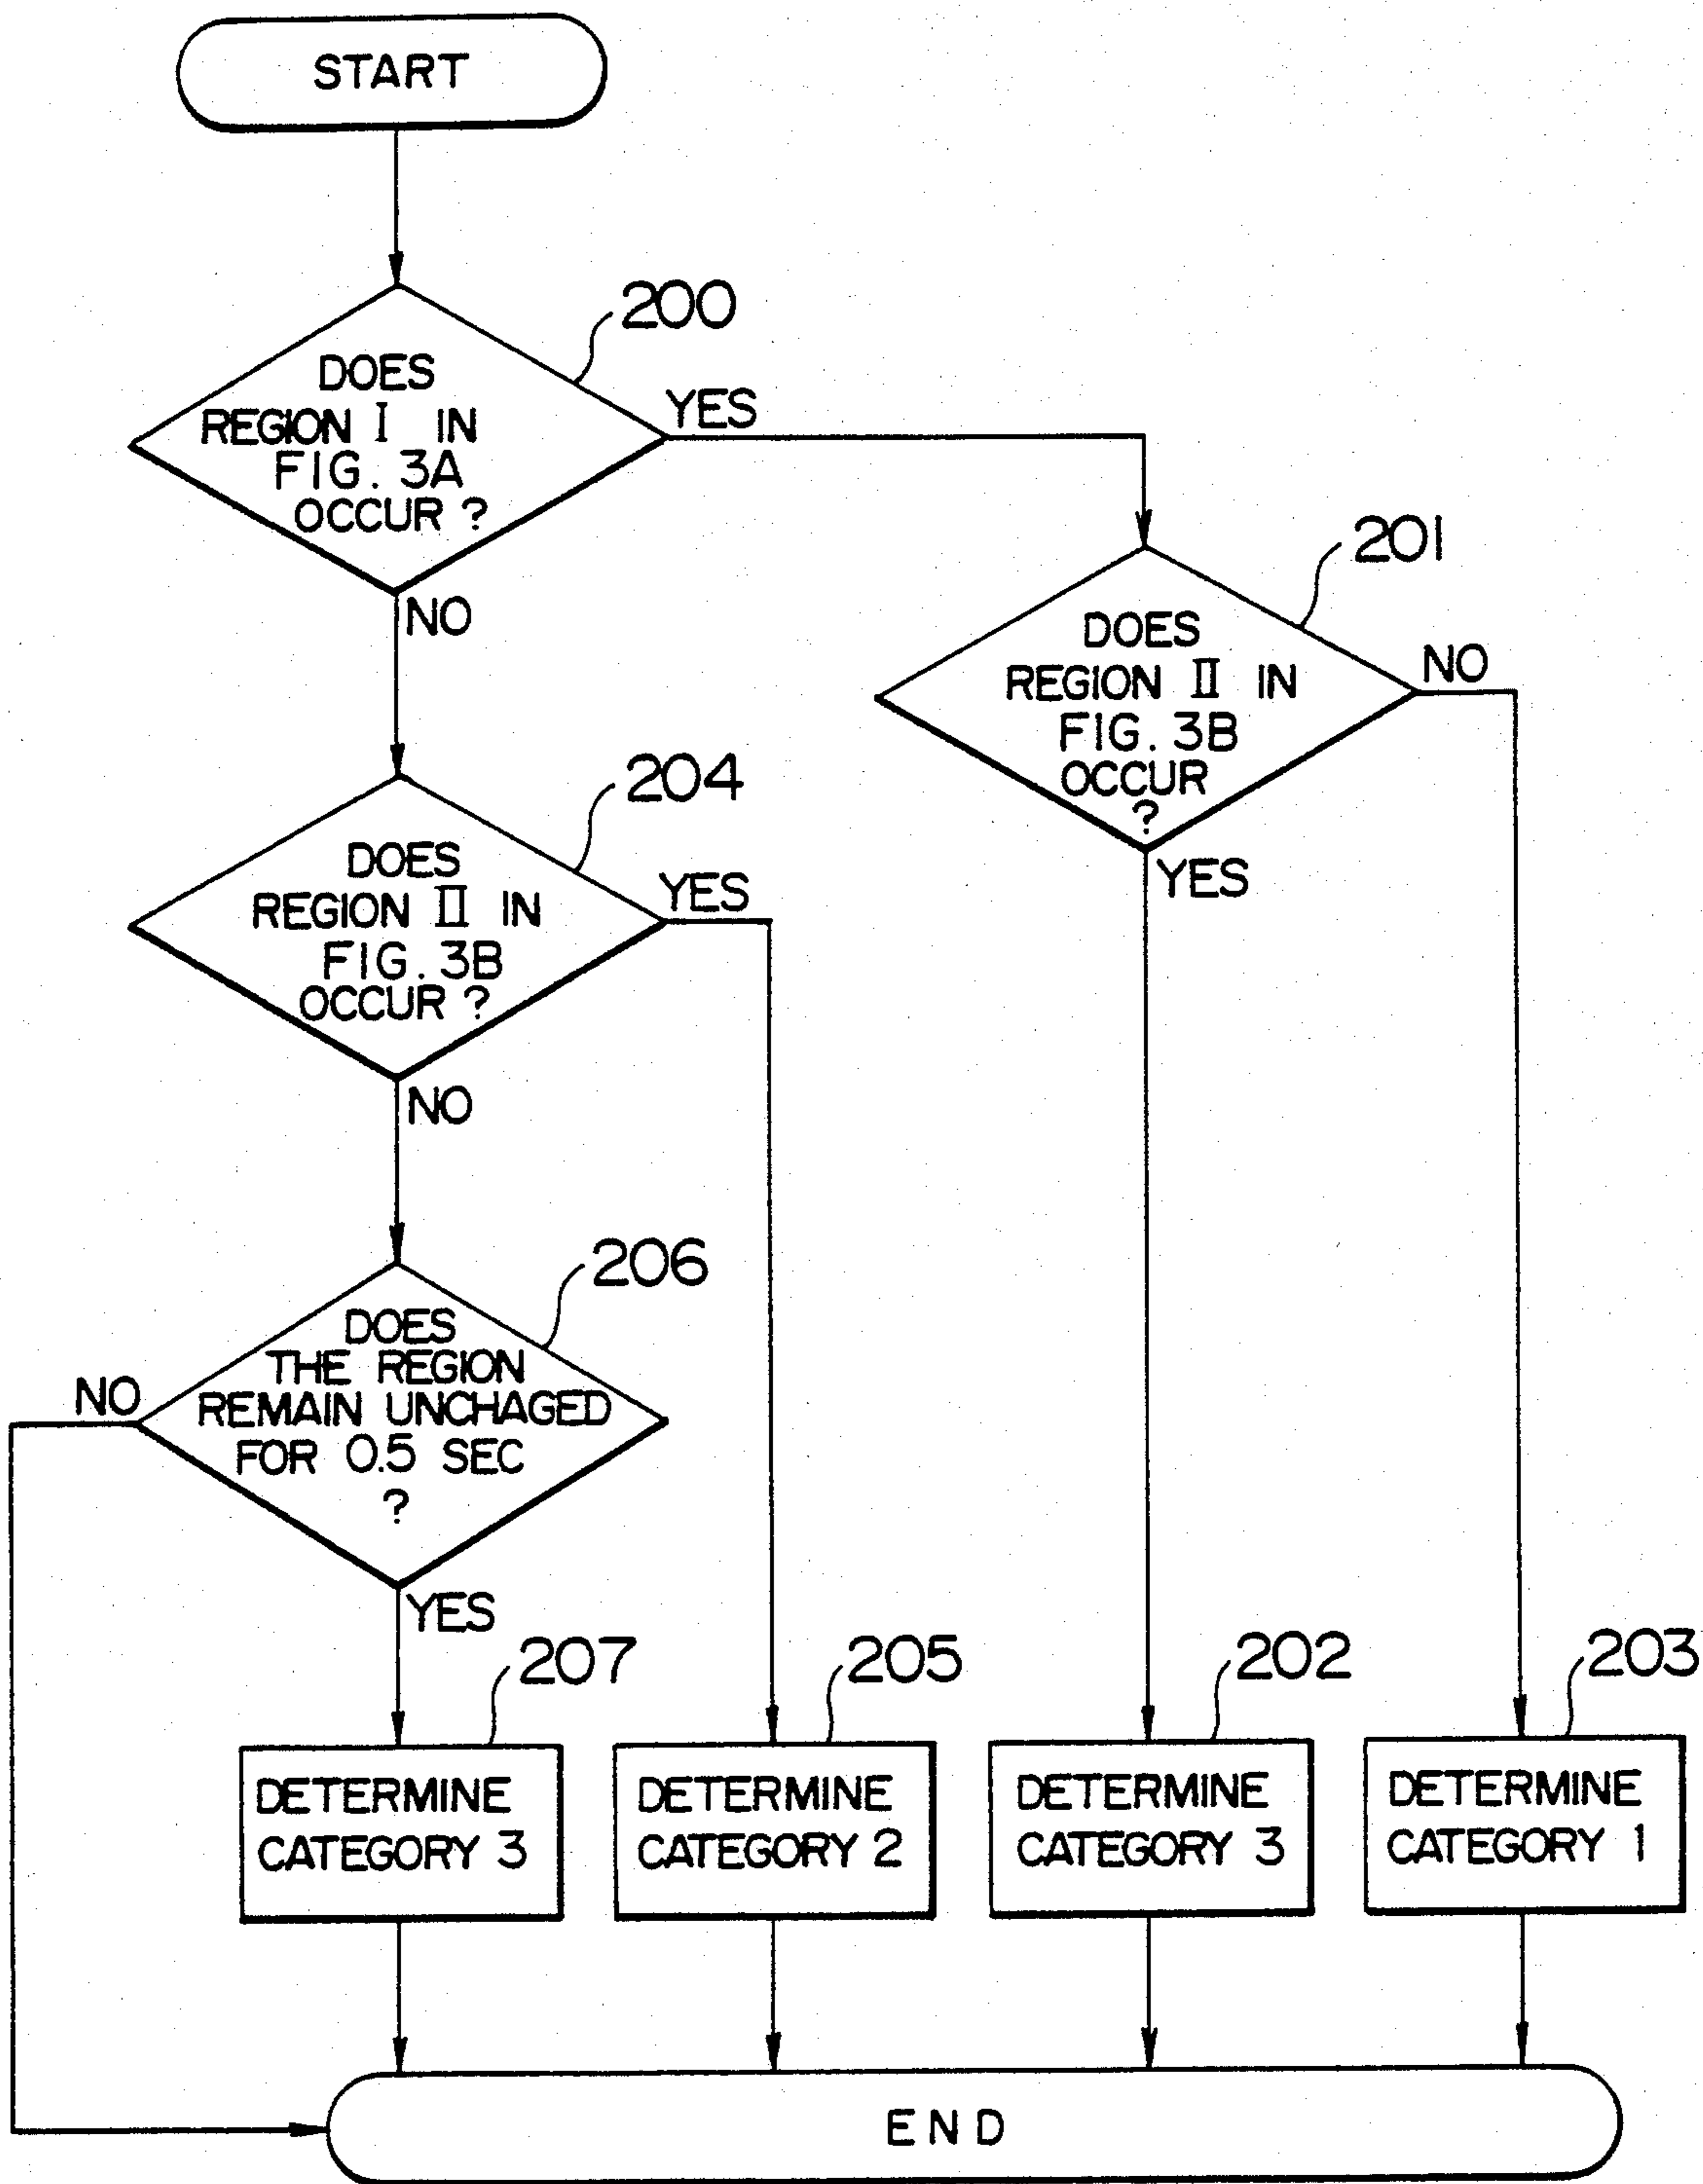 START
200
DOES
REGION I IN
FIG. 3A
OCCUR ?
YES
NO
201
DOES
REGION II IN
FIG. 3B
OCCUR
?
NO
YES
204
DOES
REGION II IN
FIG. 3B
OCCUR ?
YES
NO
206
DOES
THE REGION
REMAIN UNCHAGED
FOR 0.5 SEC
?
NO
YES
207
DETERMINE
CATEGORY 3
205
DETERMINE
CATEGORY 2
202
DETERMINE
CATEGORY 3
203
DETERMINE
CATEGORY 1
END